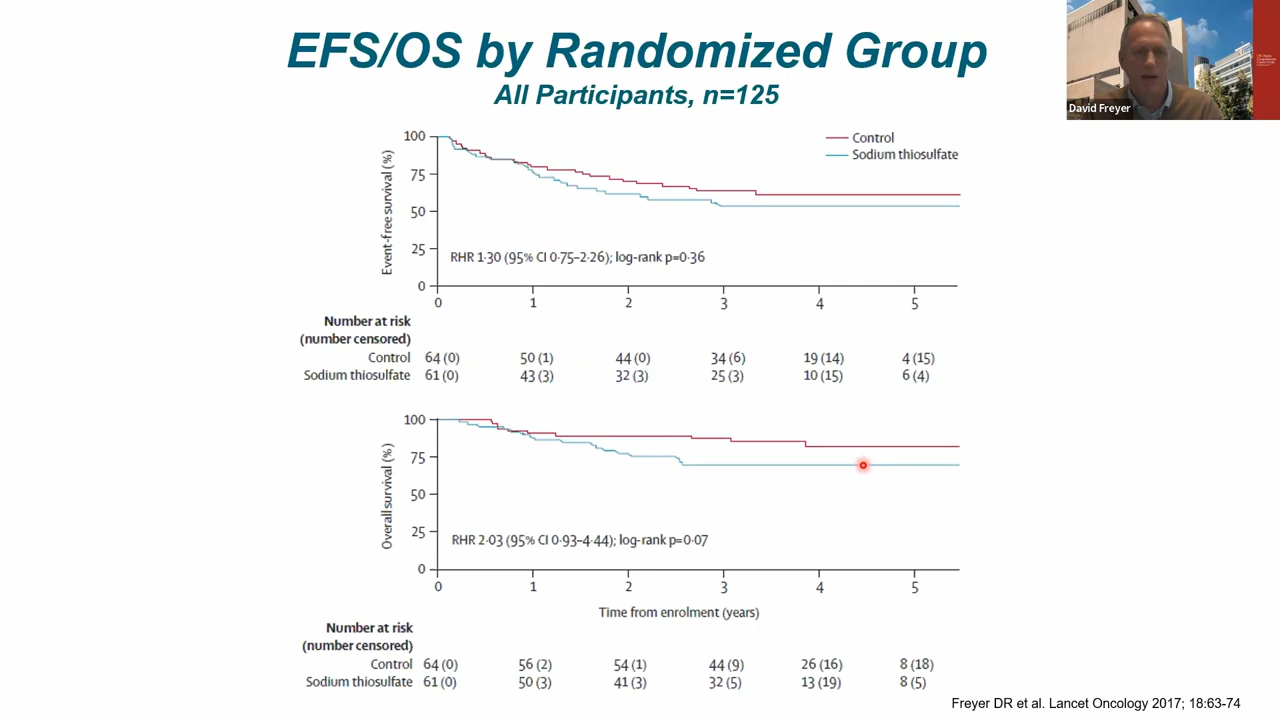 EFS/OS by Randomized Group
All Participants, n=125
David Freyer
Control
Sodium thiosulfate
Event-free survival (%)
100
75
50
25
0
RHR 1·30 (95% CI 0·75–2·26); log-rank p=0·36
0 1 2 3 4 5
Number at risk
(number censored)
Control 64 (0) 50 (1) 44 (0) 34 (6) 19 (14) 4 (15)
Sodium thiosulfate 61 (0) 43 (3) 32 (3) 25 (3) 10 (15) 6 (4)
Overall survival (%)
100
75
50
25
0
RHR 2·03 (95% CI 0·93–4·44); log-rank p=0·07
0 1 2 3 4 5
Time from enrolment (years)
Number at risk
(number censored)
Control 64 (0) 56 (2) 54 (1) 44 (9) 26 (16) 8 (18)
Sodium thiosulfate 61 (0) 50 (3) 41 (3) 32 (5) 13 (19) 8 (5)
Freyer DR et al. Lancet Oncology 2017; 18:63-74